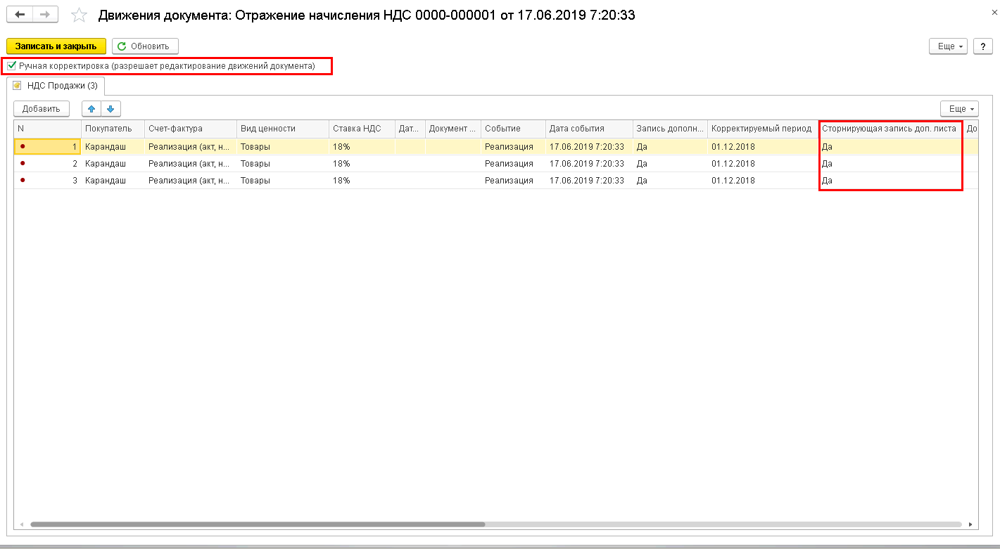 Движения документа: Отражение начисления НДС 0000-000001 от 17.06.2019 7:20:33
Записать и закрыть Обновить Еще ?
Ручная корректировка (разрешает редактирование движений документа)
НДС Продажи (3)
Добавить Еще
N Покупатель Счет-фактура Вид ценности Ставка НДС Дат... Документ ... Событие Дата события Запись дополн... Корректируемый период Сторнирующая запись доп. листа До
1 Карандаш Реализация (акт, н... Товары 18% Реализация 17.06.2019 7:20:33 Да 01.12.2018 Да
2 Карандаш Реализация (акт, н... Товары 18% Реализация 17.06.2019 7:20:33 Да 01.12.2018 Да
3 Карандаш Реализация (акт, н... Товары 18% Реализация 17.06.2019 7:20:33 Да 01.12.2018 Да